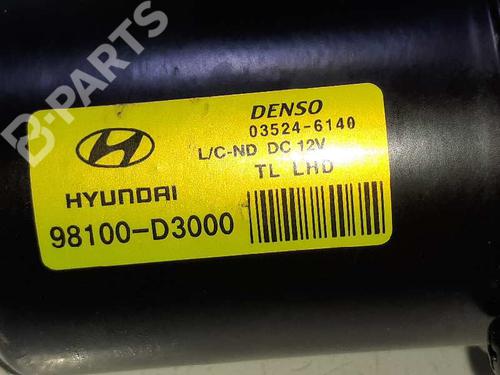 B-PARTS
DENSO
03524-6140
L/C-ND DC 12V
TL LHD
HYUNDAI
98100-D3000